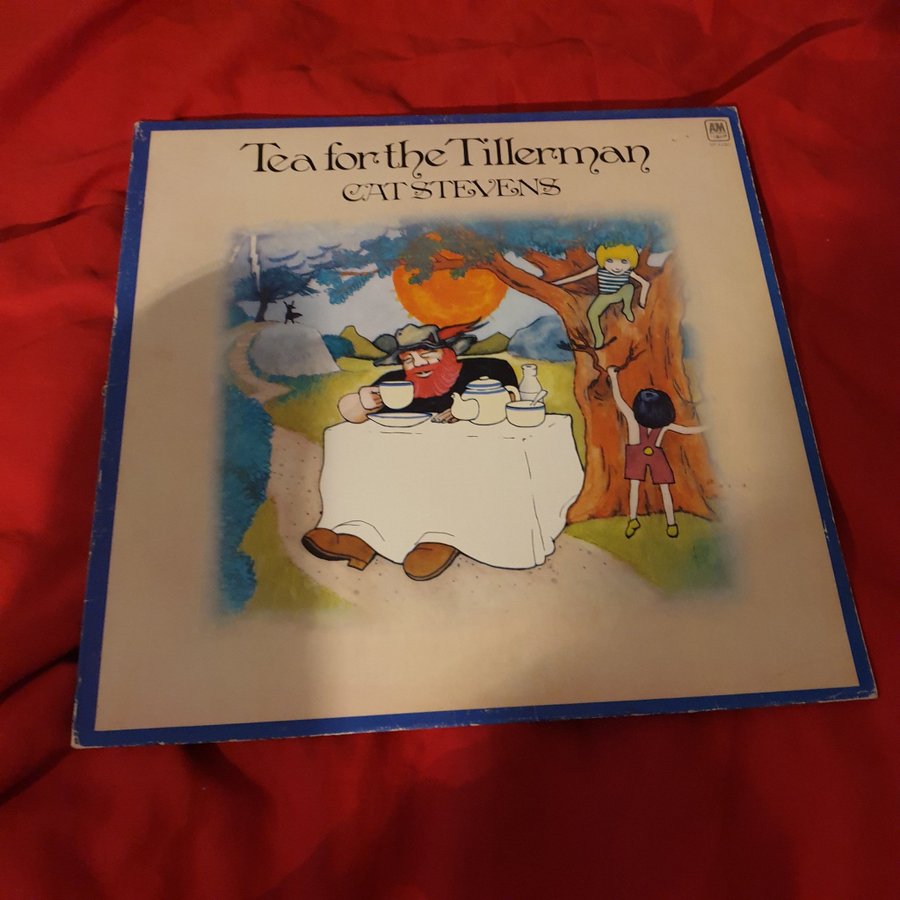 Tea for the Tillerman
CAT STEVENS
A&M